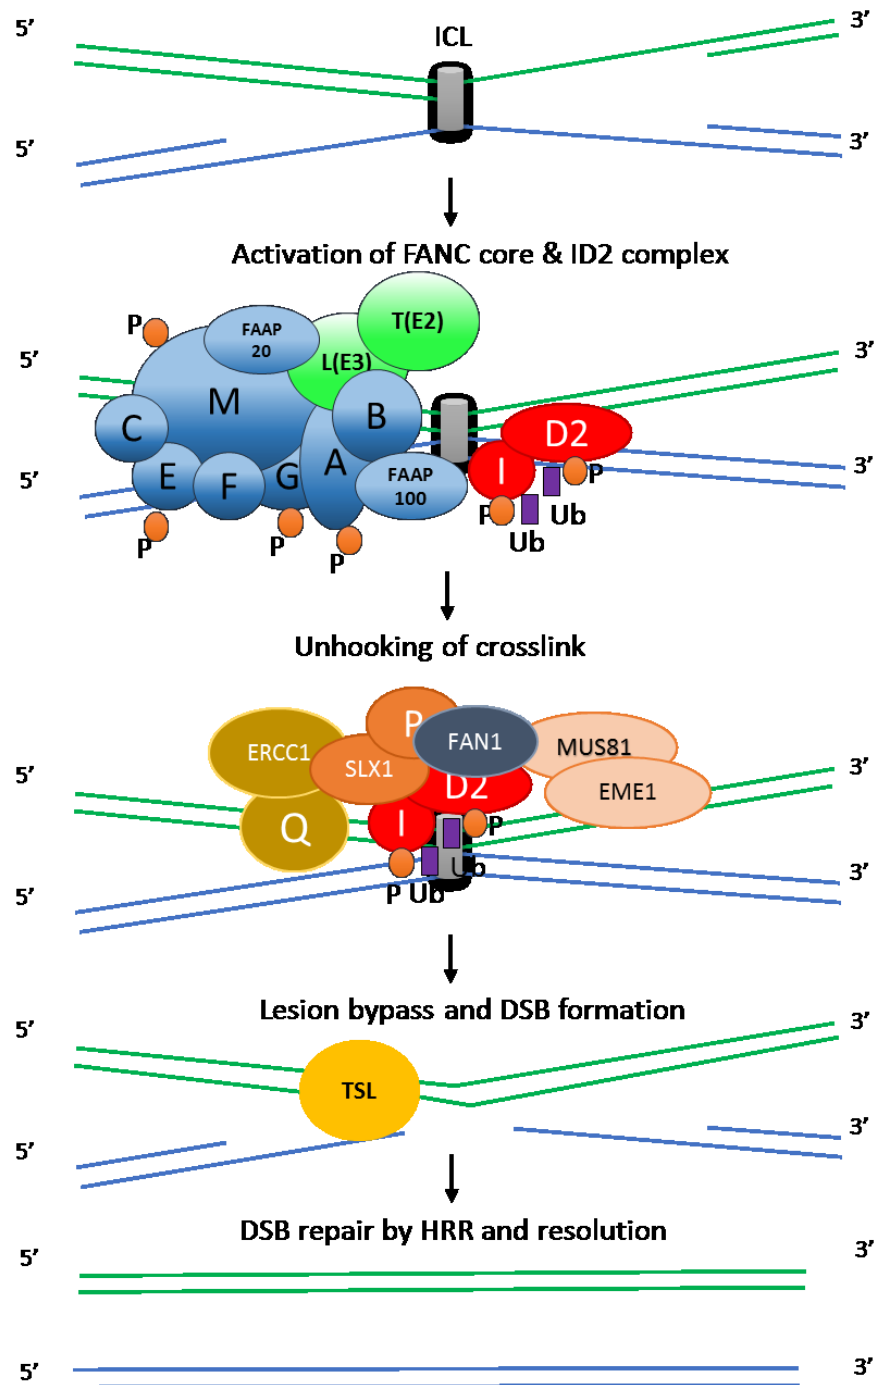 5’
3’
ICL
5’
3’
Activation of FANC core & ID2 complex
P
FAAP
20
T(E2)
L(E3)
5’
3’
M
C
B
D2
E
F
G
A
I
FAAP
100
5’
3’
P
P
P
P
P
P
Ub
Ub
Unhooking of crosslink
P
ERCC1
SLX1
FAN1
MUS81
D2
EME1
5’
3’
Q
I
P
P
Ub
Ub
5’
3’
Lesion bypass and DSB formation
5’
3’
TSL
5’
3’
DSB repair by HRR and resolution
5’
3’
5’
3’